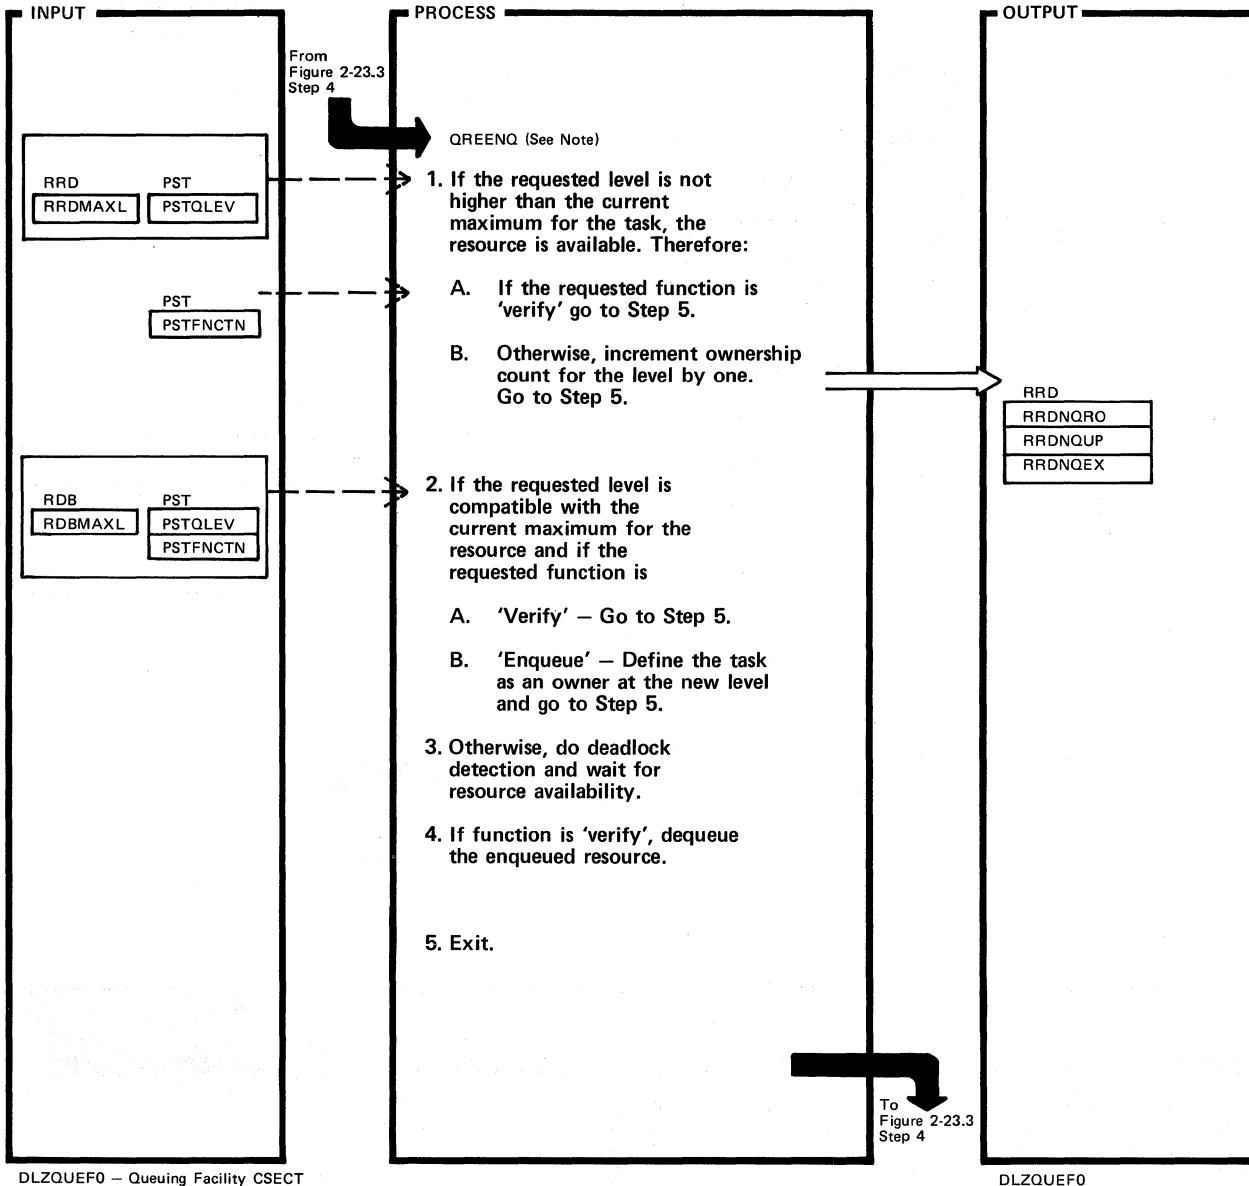 INPUT
PROCESS
OUTPUT
From
Figure 2-23.3
Step 4
QREENQ (See Note)
RRD
PST
RRDMAXL
PSTQLEV
1. If the requested level is not
higher than the current
maximum for the task, the
resource is available. Therefore:
PST
PSTFNCTN
A. If the requested function is
'verify' go to Step 5.
B. Otherwise, increment ownership
count for the level by one.
Go to Step 5.
RRD
RRDNQRO
RRDNQUP
RRDNQEX
RDB
PST
RDBMAXL
PSTQLEV
PSTFNCTN
2. If the requested level is
compatible with the
current maximum for the
resource and if the
requested function is
A. 'Verify' — Go to Step 5.
B. 'Enqueue' — Define the task
as an owner at the new level
and go to Step 5.
3. Otherwise, do deadlock
detection and wait for
resource availability.
4. If function is 'verify', dequeue
the enqueued resource.
5. Exit.
To
Figure 2-23.3
Step 4
DLZQUEF0 — Queuing Facility CSECT
DLZQUEF0